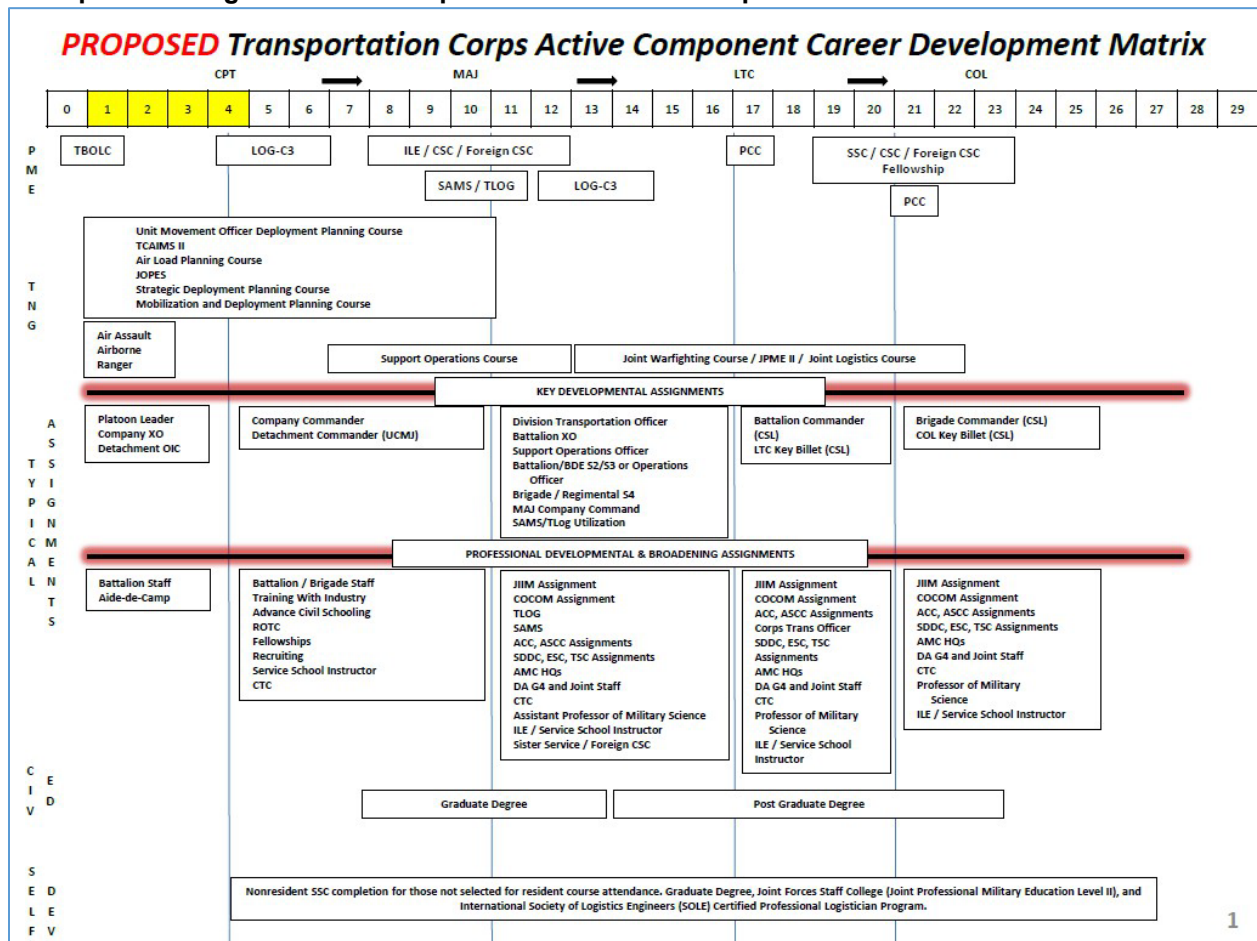 PROPOSED Transportation Corps Active Component Career Development Matrix
CPT MAJ LTC COL
0 1 2 3 4 5 6 7 8 9 10 11 12 13 14 15 16 17 18 19 20 21 22 23 24 25 26 27 28 29
PME
TBOLC
LOG-C3
ILE / CSC / Foreign CSC
PCC
SSC / CSC / Foreign CSC
Fellowship
SAMS / TLOG
LOG-C3
PCC
TNG
Unit Movement Officer Deployment Planning Course
TCAIMS II
Air Load Planning Course
JOPES
Strategic Deployment Planning Course
Mobilization and Deployment Planning Course
Air Assault
Airborne
Ranger
Support Operations Course
Joint Warfighting Course / JPME II / Joint Logistics Course
TYPICAL
ASSIGNMENTS
KEY DEVELOPMENTAL ASSIGNMENTS
Platoon Leader
Company XO
Detachment OIC
Company Commander
Detachment Commander (UCMJ)
Division Transportation Officer
Battalion XO
Support Operations Officer
Battalion/BDE S2/S3 or Operations
Officer
Brigade / Regimental S4
MAJ Company Command
SAMS/TLog Utilization
Battalion Commander
(CSL)
LTC Key Billet (CSL)
Brigade Commander (CSL)
COL Key Billet (CSL)
PROFESSIONAL DEVELOPMENTAL & BROADENING ASSIGNMENTS
Battalion Staff
Aide-de-Camp
Battalion / Brigade Staff
Training With Industry
Advance Civil Schooling
ROTC
Fellowships
Recruiting
Service School Instructor
CTC
JIIM Assignment
COCOM Assignment
TLOG
SAMS
ACC, ASCC Assignments
SDDC, ESC, TSC Assignments
AMC HQs
DA G4 and Joint Staff
CTC
Assistant Professor of Military Science
ILE / Service School Instructor
Sister Service / Foreign CSC
JIIM Assignment
COCOM Assignment
ACC, ASCC Assignments
Corps Trans Officer
SDDC, ESC, TSC
Assignments
AMC HQs
DA G4 and Joint Staff
CTC
Professor of Military
Science
ILE / Service School
Instructor
JIIM Assignment
COCOM Assignment
ACC, ASCC Assignments
SDDC, ESC, TSC Assignments
AMC HQs
DA G4 and Joint Staff
CTC
Professor of Military
Science
ILE / Service School Instructor
CIV
ED
Graduate Degree
Post Graduate Degree
SELF
DEV
Nonresident SSC completion for those not selected for resident course attendance. Graduate Degree, Joint Forces Staff College (Joint Professional Military Education Level II), and
International Society of Logistics Engineers (SOLE) Certified Professional Logistician Program.
1